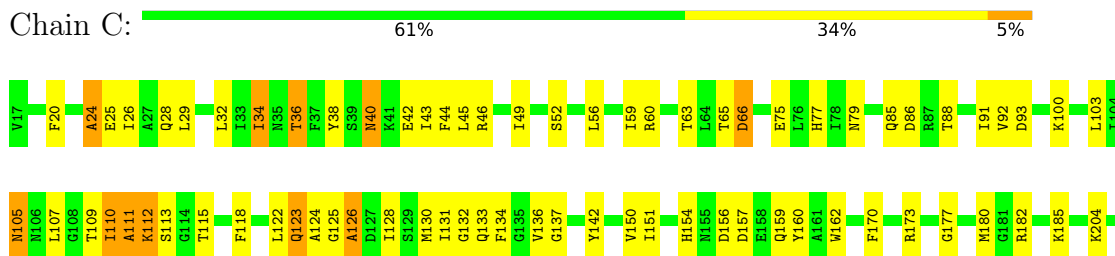 Chain C:
61% 34% 5%
V17 F20 A24 E25 I26 A27 Q28 L29 L32 I33 I34 N35 T36 F37 Y38 S39 N40 K41 E42 I43 F44 L45 R46 I49 S52 L56 I59 R60 T63 L64 T65 D66 E75 L76 H77 I78 N79 Q85 D86 R87 T88 I91 V92 D93 K100 L103 I104
N105 N106 L107 G108 T109 I110 A111 K112 S113 G114 T115 F118 L122 Q123 A124 G125 A126 D127 I128 S129 M130 I131 G132 Q133 F134 G135 V136 G137 Y142 V150 I151 H154 N155 D156 D157 E158 Q159 Y160 A161 W162 F170 R173 G177 M180 G181 R182 K185 K204